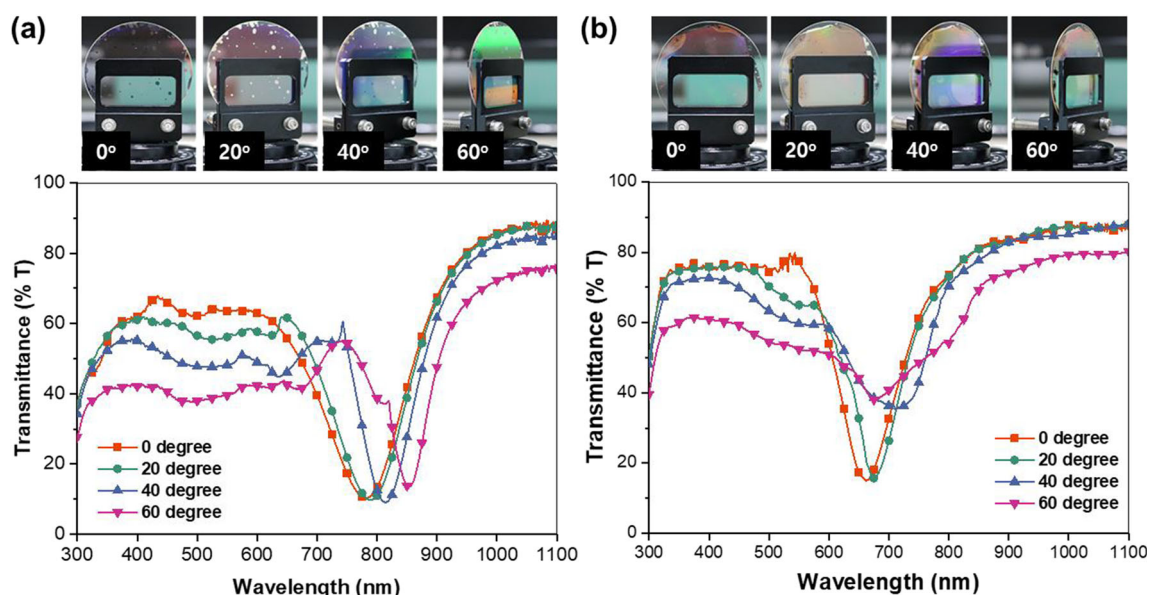 (a)
0°
20°
40°
60°
Transmittance (% T)
100
80
60
40
20
0
0 degree
20 degree
40 degree
60 degree
300 400 500 600 700 800 900 1000 1100
Wavelength (nm)
(b)
0°
20°
40°
60°
Transmittance (% T)
100
80
60
40
20
0
0 degree
20 degree
40 degree
60 degree
300 400 500 600 700 800 900 1000 1100
Wavelength (nm)